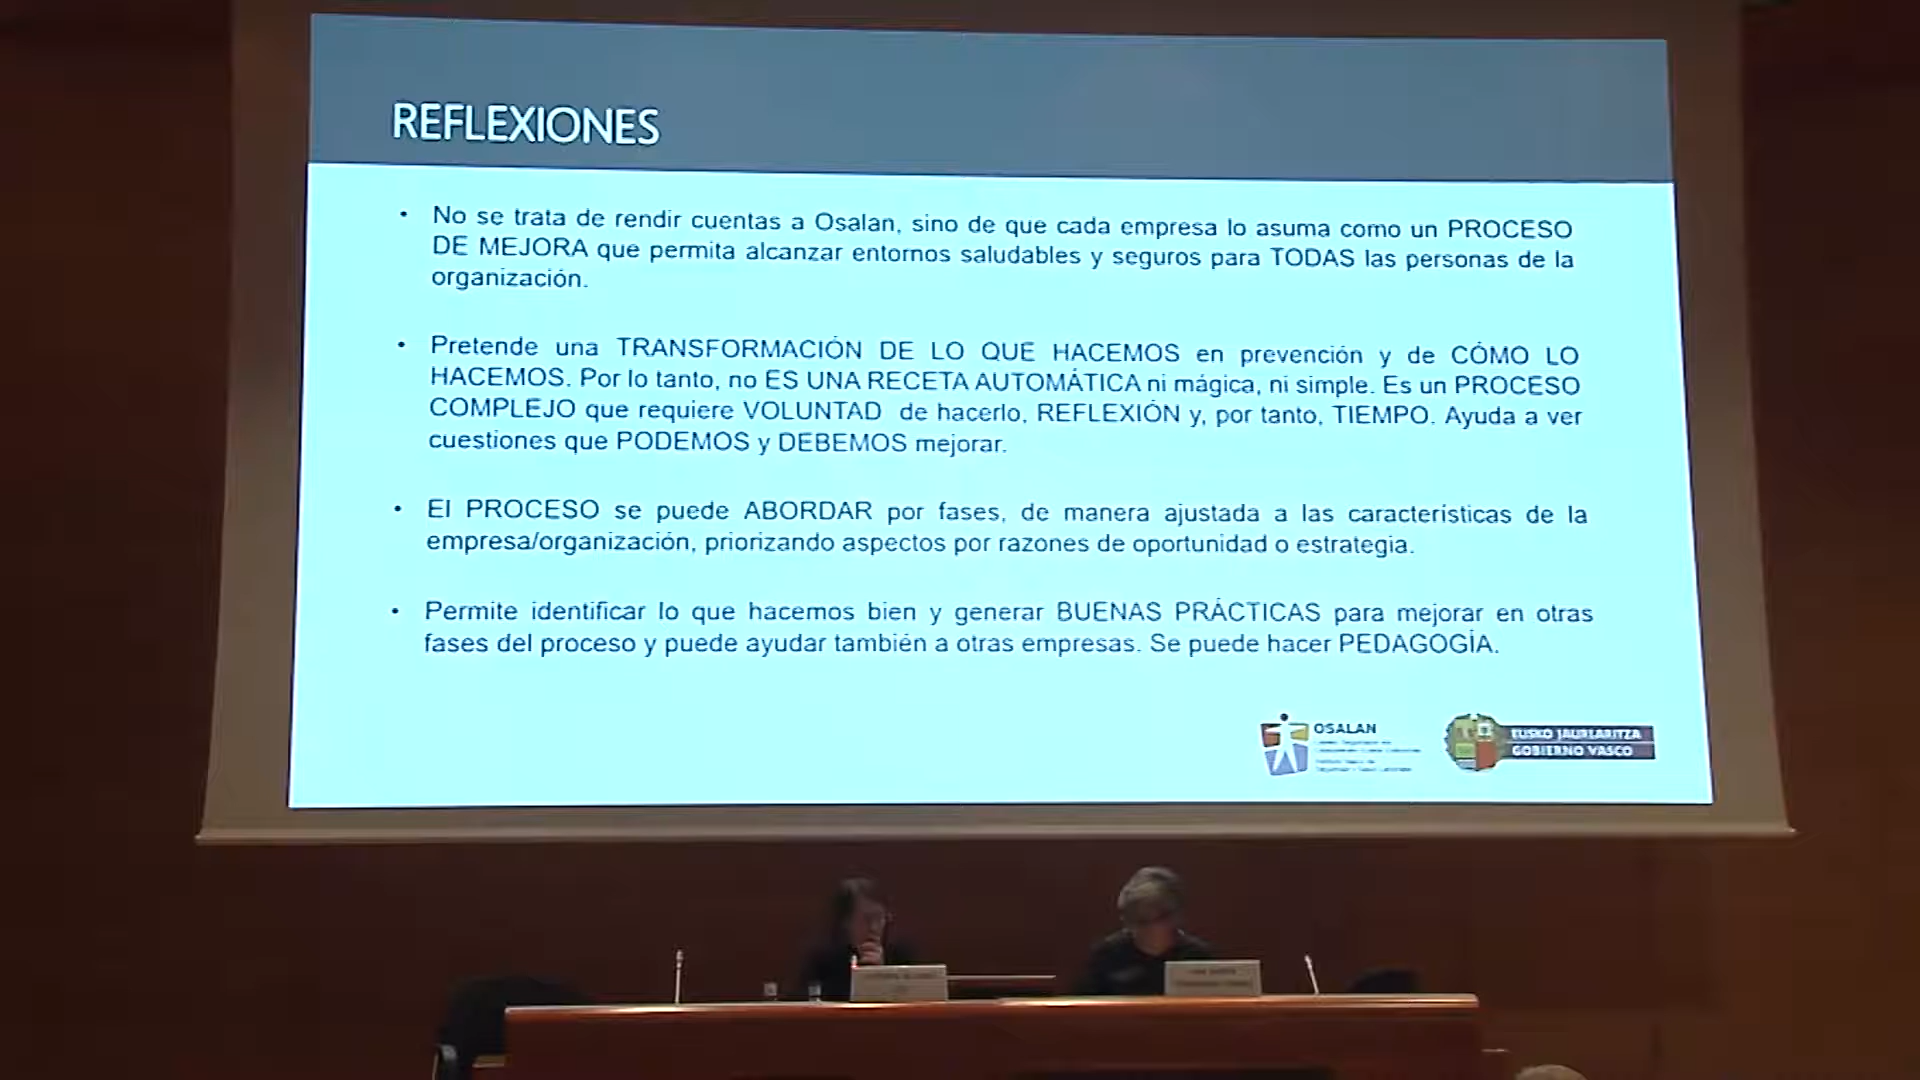 REFLEXIONES
• No se trata de rendir cuentas a Osalan, sino de que cada empresa lo asuma como un PROCESO
DE MEJORA que permita alcanzar entornos saludables y seguros para TODAS las personas de la
organización.
• Pretende una TRANSFORMACIÓN DE LO QUE HACEMOS en prevención y de CÓMO LO
HACEMOS. Por lo tanto, no ES UNA RECETA AUTOMÁTICA ni mágica, ni simple. Es un PROCESO
COMPLEJO que requiere VOLUNTAD de hacerlo, REFLEXIÓN y, por tanto, TIEMPO. Ayuda a ver
cuestiones que PODEMOS y DEBEMOS mejorar.
• El PROCESO se puede ABORDAR por fases, de manera ajustada a las características de la
empresa/organización, priorizando aspectos por razones de oportunidad o estrategia.
• Permite identificar lo que hacemos bien y generar BUENAS PRÁCTICAS para mejorar en otras
fases del proceso y puede ayudar también a otras empresas. Se puede hacer PEDAGOGÍA.
OSALAN
EUSKO JAURLARITZA
GOBIERNO VASCO